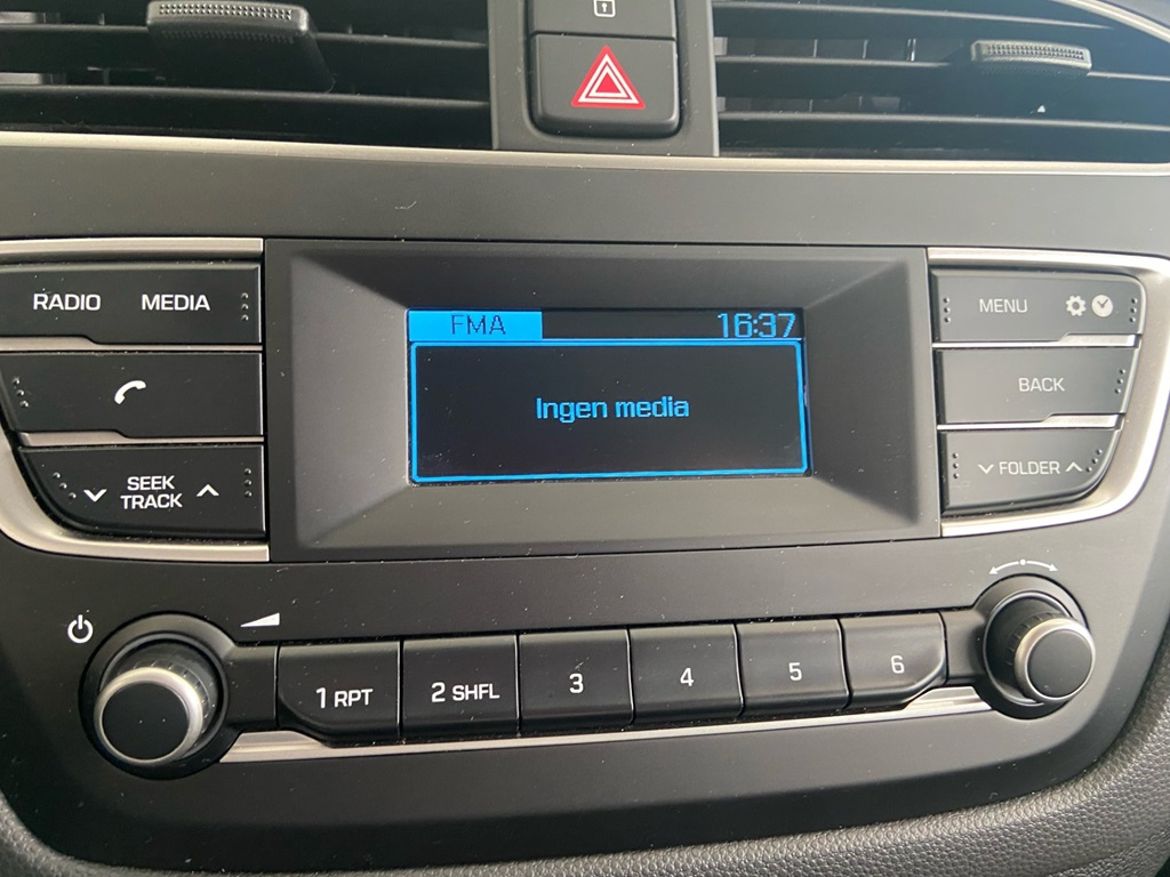 RADIO MEDIA
SEEK
TRACK
FMA 16:37
Ingen media
MENU
BACK
FOLDER
1 RPT
2 SHFL
3
4
5
6